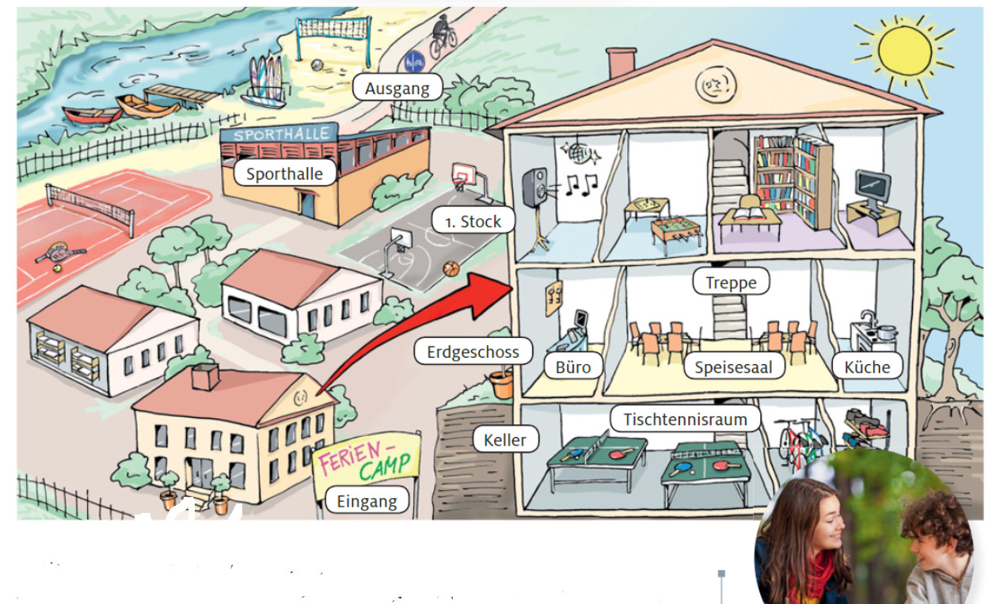 Ausgang
SPORTHALLE
Sporthalle
1. Stock
Treppe
Erdgeschoss
Büro
Speisesaal
Küche
Tischtennisraum
Keller
FERIEN-
CAMP
Eingang